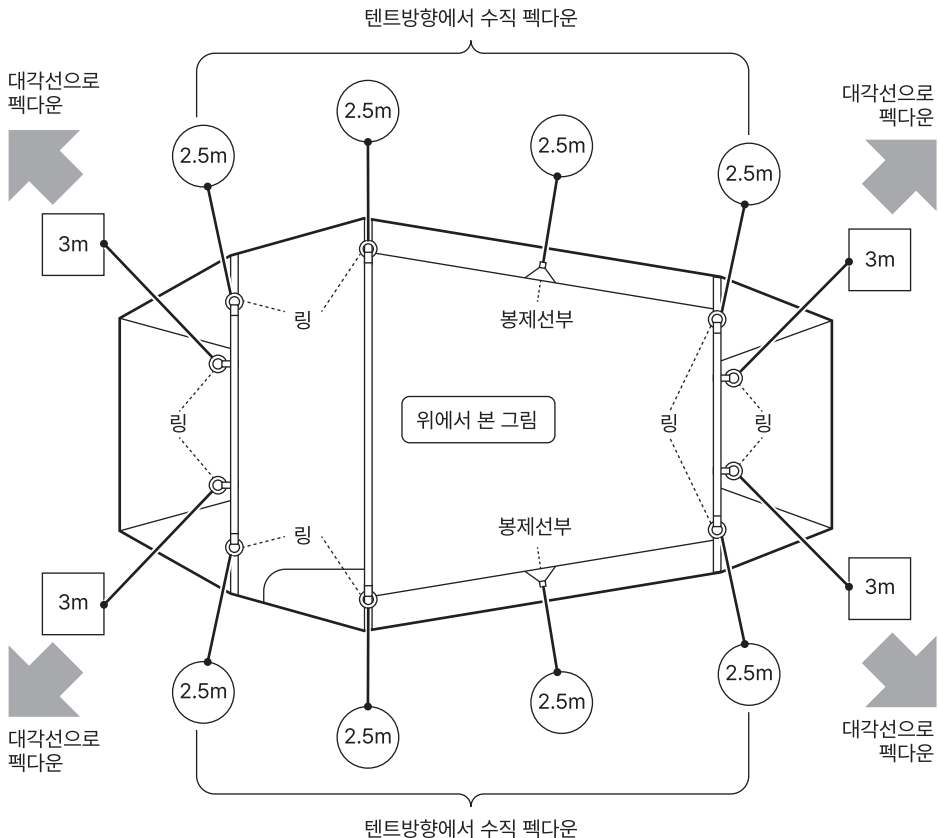 텐트방향에서 수직 펙다운
대각선으로
펙다운
대각선으로
펙다운
2.5m
2.5m
2.5m
2.5m
3m
3m
링
봉제선부
링
위에서 본 그림
링
링
봉제선부
링
3m
3m
2.5m
2.5m
2.5m
2.5m
대각선으로
펙다운
대각선으로
펙다운
텐트방향에서 수직 펙다운